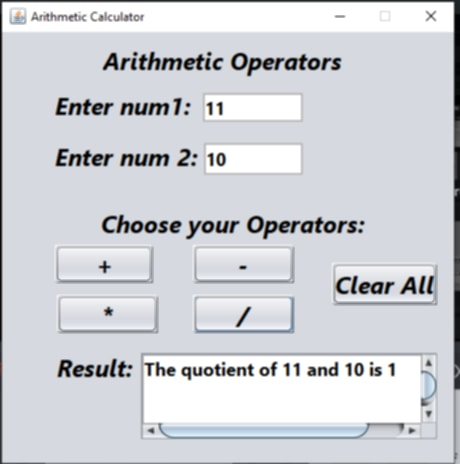 Arithmetic Calculator
Arithmetic Operators
Enter num1: 11
Enter num 2: 10
Choose your Operators:
+ -
Clear All
* /
Result: The quotient of 11 and 10 is 1